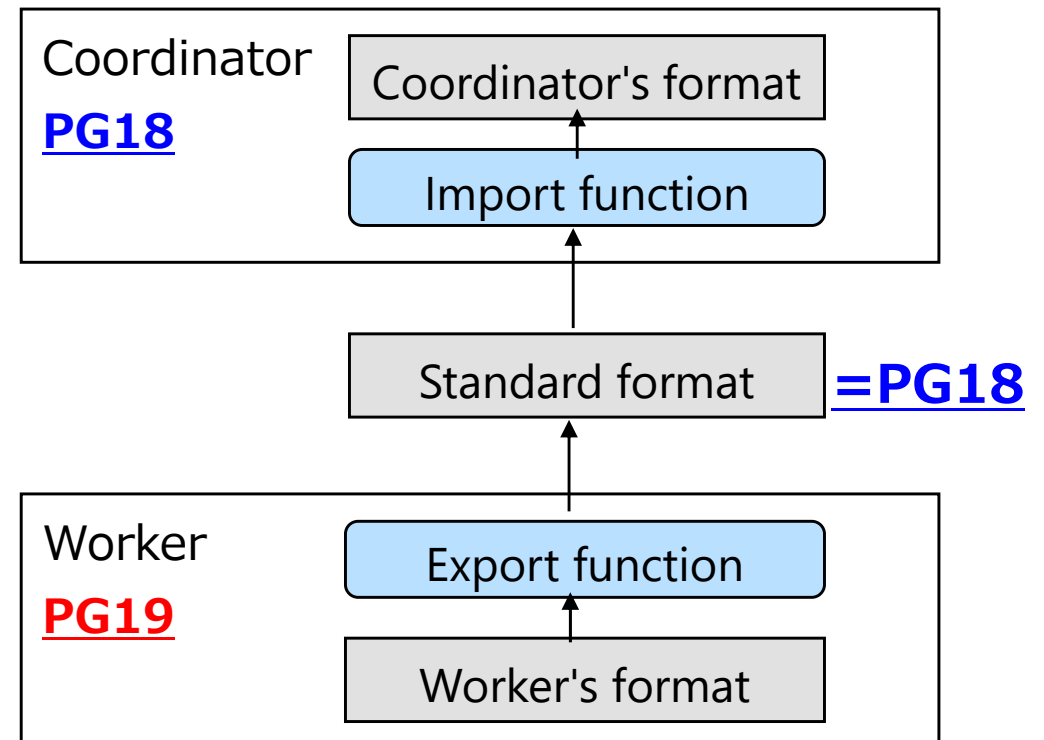 Coordinator
PG18
Coordinator's format
Import function
Standard format
=PG18
Worker
PG19
Export function
Worker's format